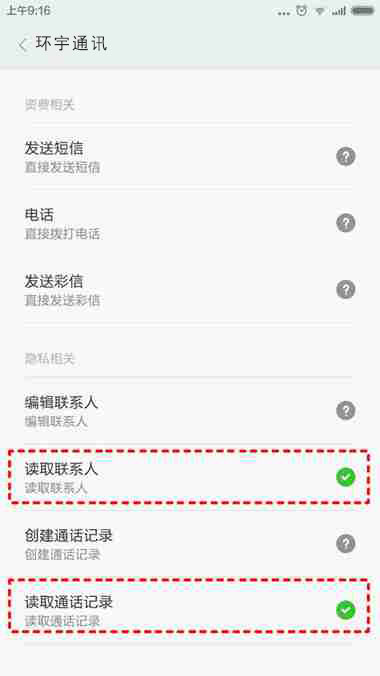 上午9:16
环宇通讯
资费相关
发送短信
直接发送短信
电话
直接拨打电话
发送彩信
直接发送彩信
隐私相关
编辑联系人
编辑联系人
读取联系人
读取联系人
创建通话记录
创建通话记录
读取通话记录
读取通话记录